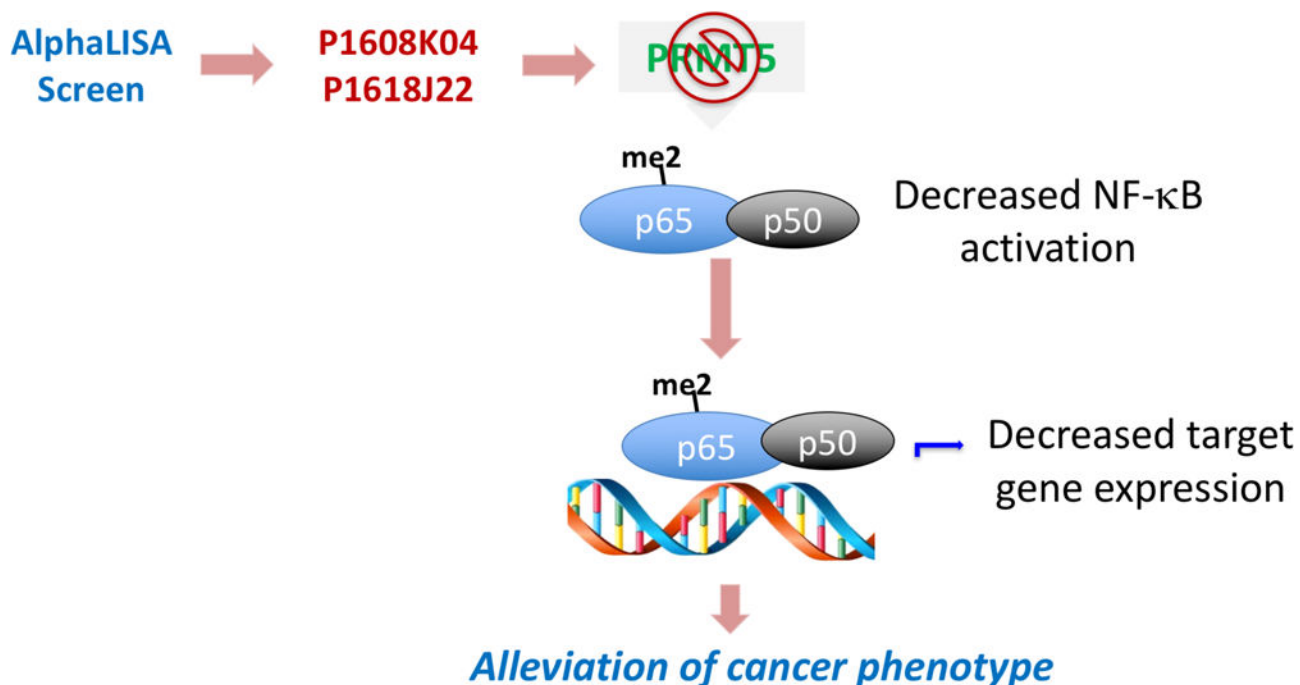 AlphaLISA
Screen
P1608K04
P1618J22
PRMT5
me2
p65
p50
Decreased NF-κB
activation
me2
p65
p50
Decreased target
gene expression
Alleviation of cancer phenotype